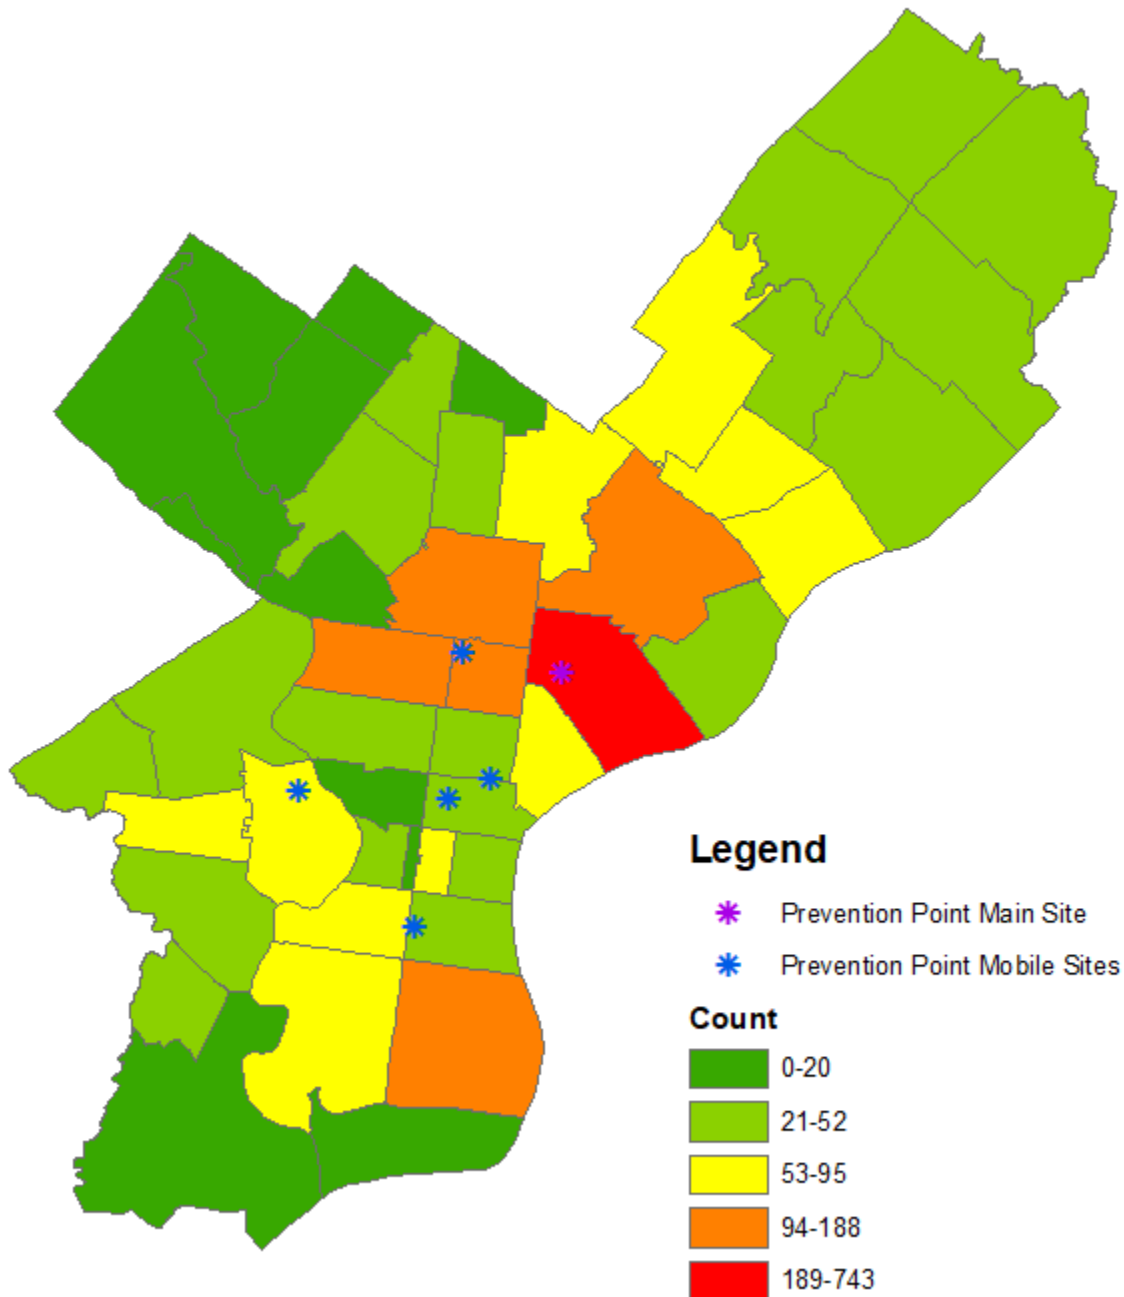 Legend
Prevention Point Main Site
Prevention Point Mobile Sites
Count
0-20
21-52
53-95
94-188
189-743